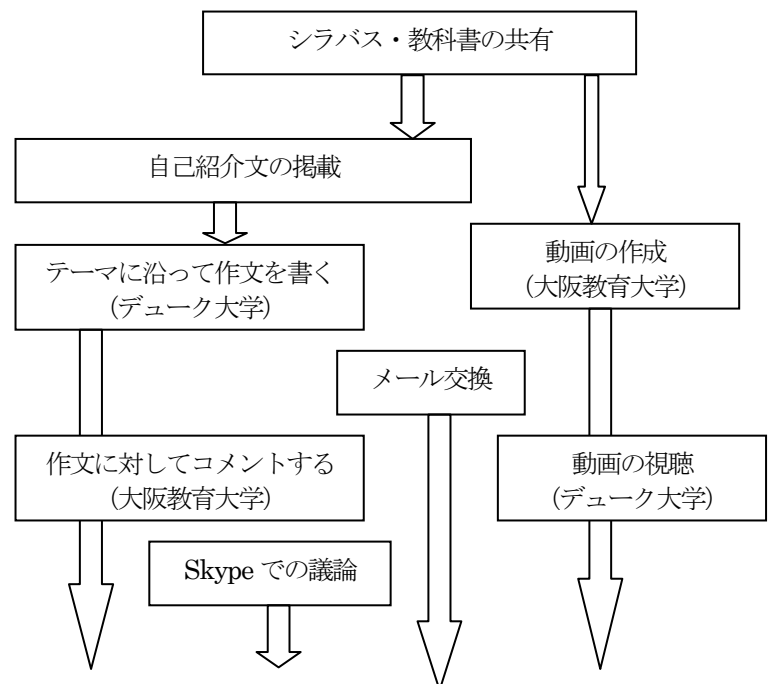 シラバス・教科書の共有
自己紹介文の掲載
テーマに沿って作文を書く
(デューク大学)
動画の作成
(大阪教育大学)
メール交換
作文に対してコメントする
(大阪教育大学)
動画の視聴
(デューク大学)
Skype での議論